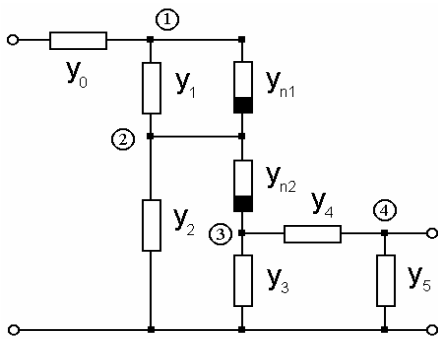 ①
y₀
y₁
yₙ₁
②
yₙ₂
y₂
y₄
④
③
y₃
y₅